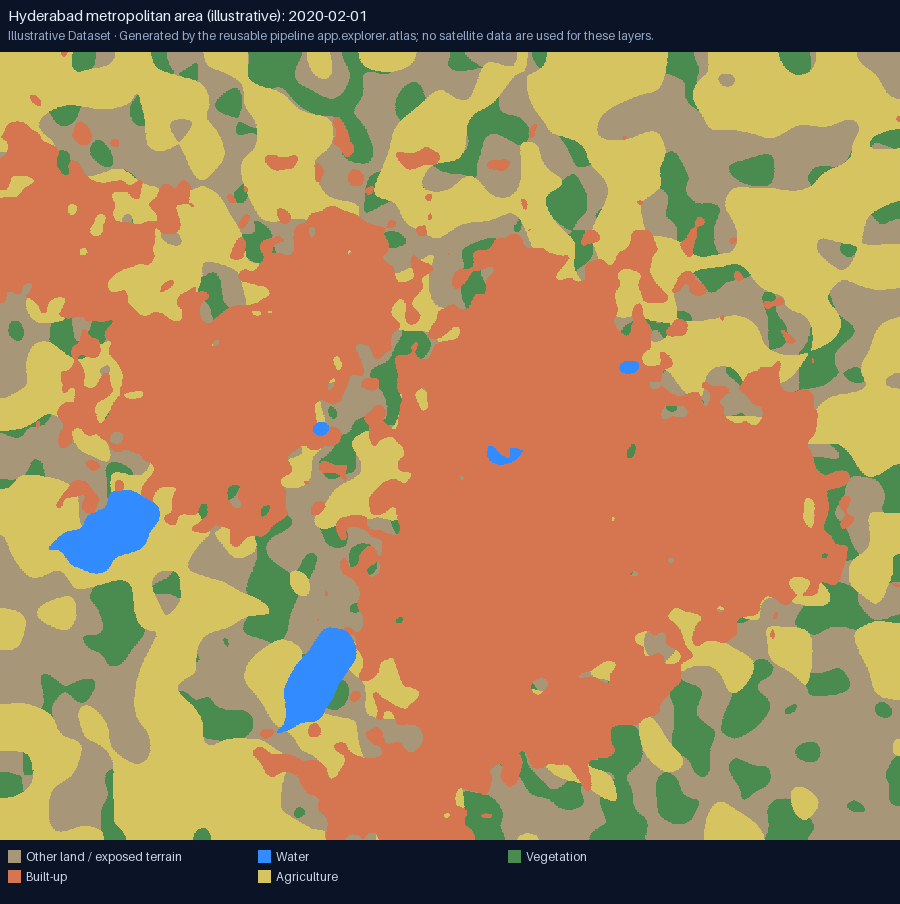 Hyderabad metropolitan area (illustrative): 2020-02-01
Illustrative Dataset · Generated by the reusable pipeline app.explorer.atlas; no satellite data are used for these layers.
Other land / exposed terrain
Water
Vegetation
Built-up
Agriculture